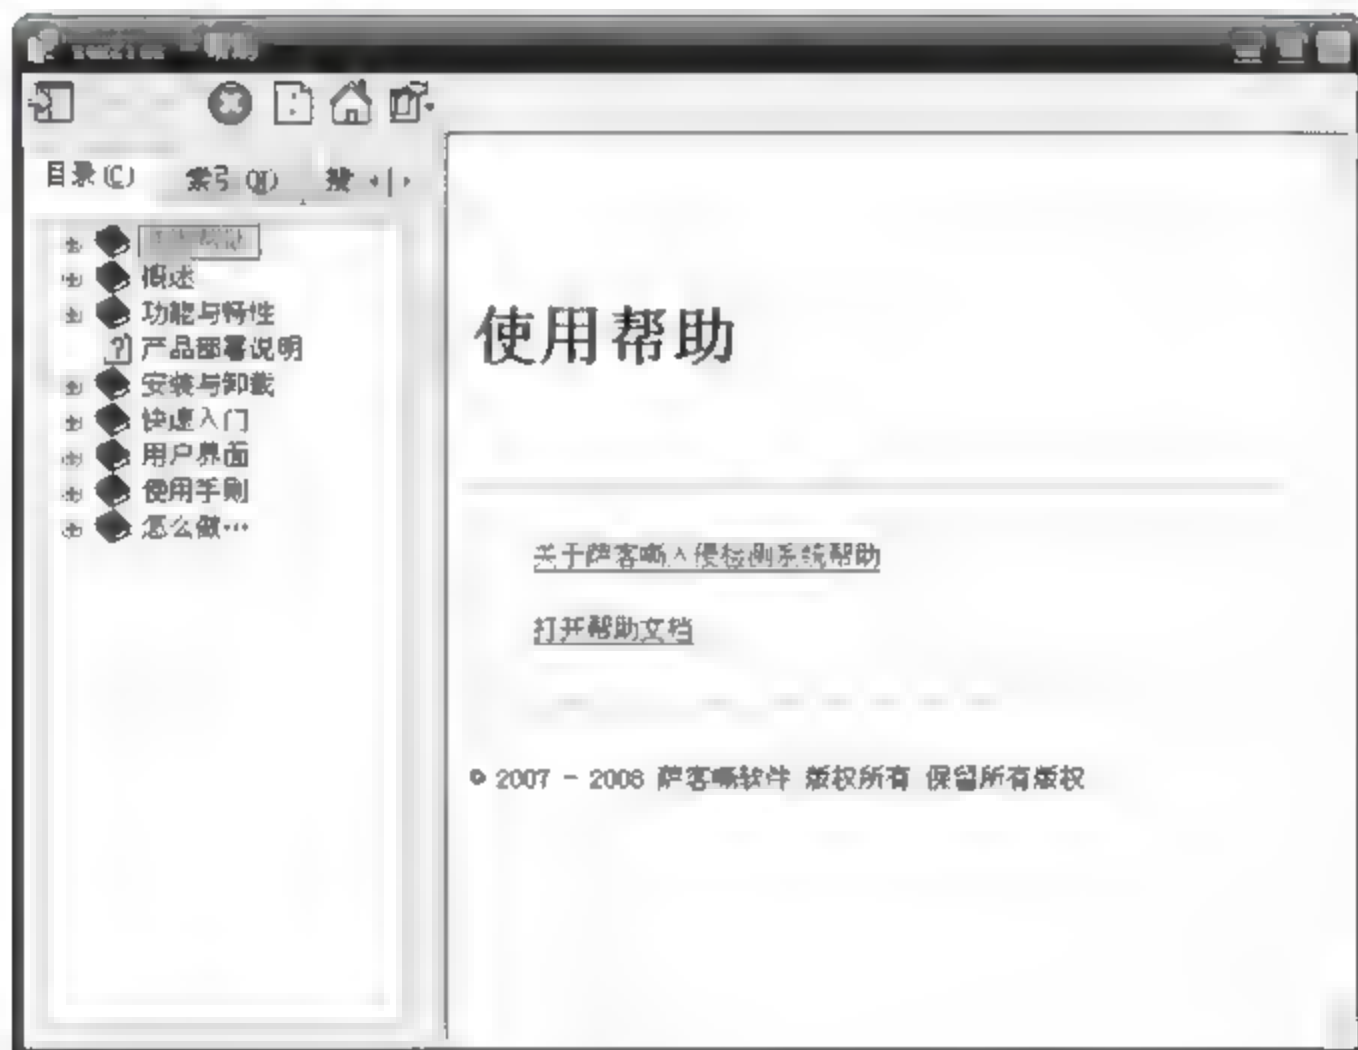 目录(C) 索引(N) 搜
概述
功能与特性
产品部署说明
安装与卸载
快速入门
用户界面
使用手则
怎么做…
使用帮助
关于萨客嘶入侵检测系统帮助
打开帮助文档
© 2007 - 2008 萨客嘶软件 版权所有 保留所有版权